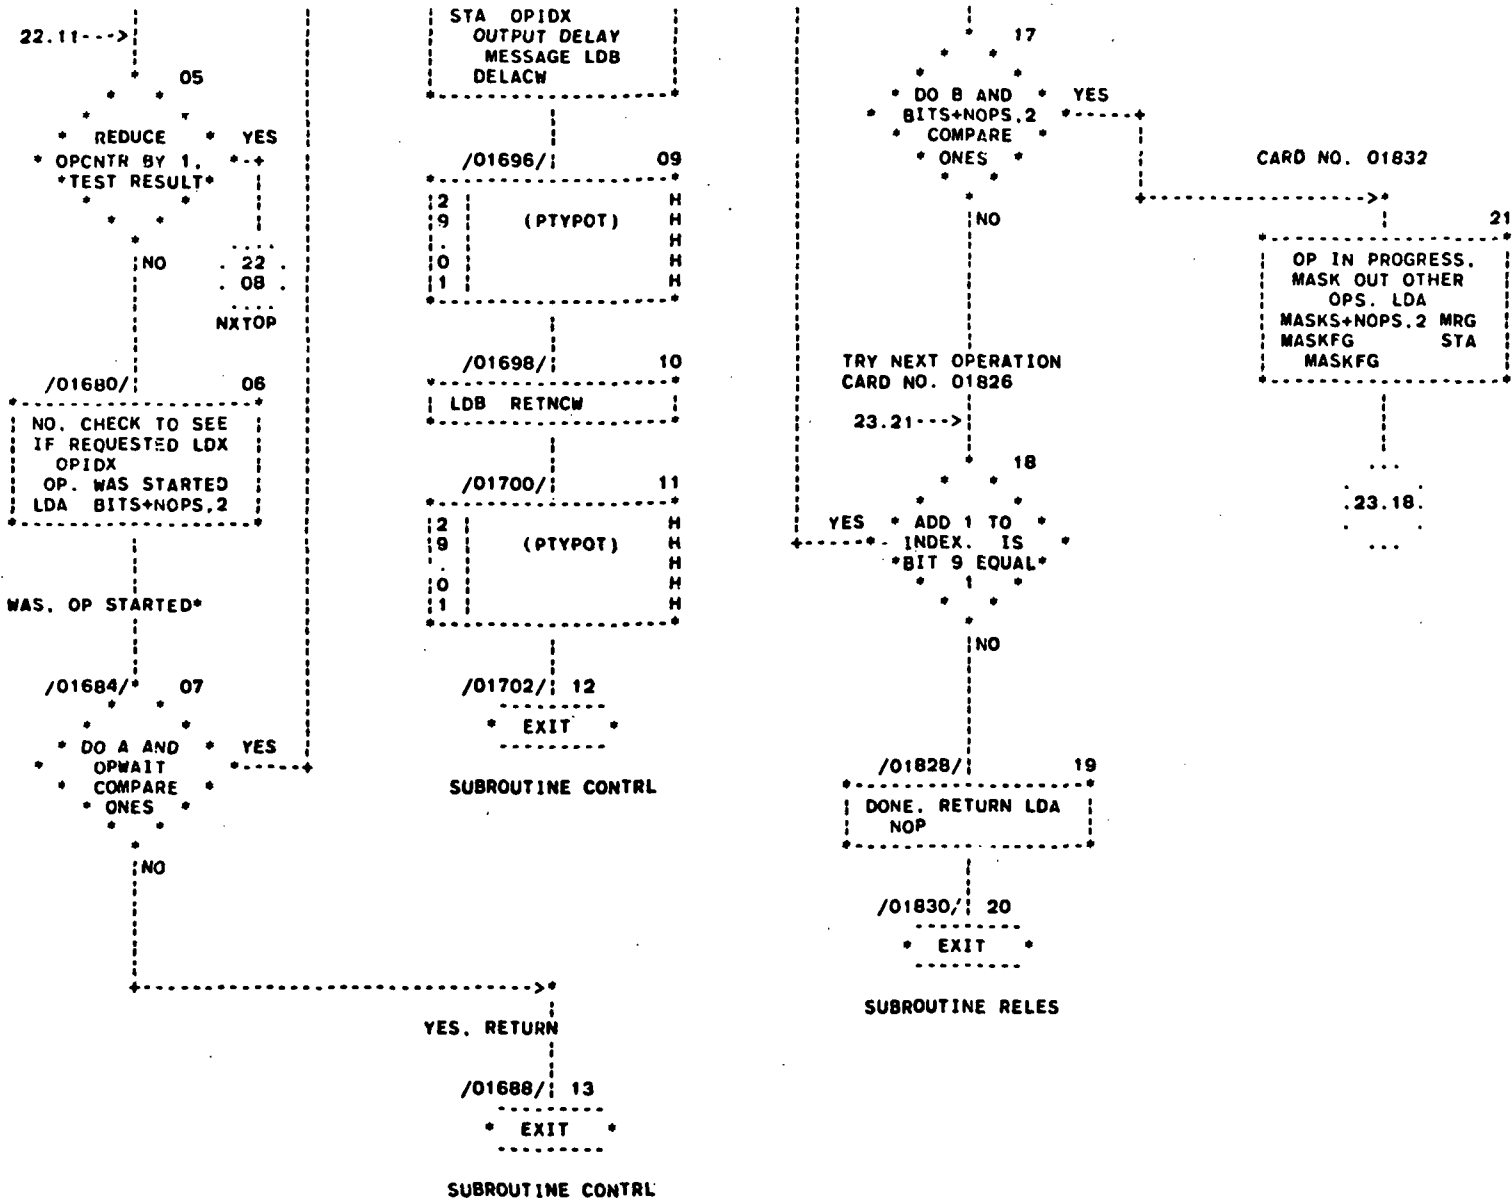 22.11--->
05
REDUCE
OPCNTR BY 1.
*TEST RESULT*
YES
NO
22
08
NXTOP
/01680/
06
NO. CHECK TO SEE
IF REQUESTED LDX
OPIDX
OP. WAS STARTED
LDA BITS+NOPS,2
WAS. OP STARTED*
/01684/*
07
DO A AND
OPWAIT
COMPARE
ONES
YES
NO
STA OPIDX
OUTPUT DELAY
MESSAGE LDB
DELACW
/01696/
09
2 H
9 (PTYPOT) H
. H
0 H
1 H
/01698/
10
LDB RETNCW
/01700/
11
2 H
9 (PTYPOT) H
. H
0 H
1 H
/01702/
12
EXIT
SUBROUTINE CONTRL
YES. RETURN
/01688/
13
EXIT
SUBROUTINE CONTRL
17
DO B AND
BITS+NOPS,2
COMPARE
ONES
YES
NO
TRY NEXT OPERATION
CARD NO. 01826
23.21--->
18
ADD 1 TO
INDEX. IS
*BIT 9 EQUAL*
1
YES
NO
/01828/
19
DONE. RETURN LDA
NOP
/01830/
20
EXIT
SUBROUTINE RELES
CARD NO. 01832
21
OP IN PROGRESS.
MASK OUT OTHER
OPS. LDA
MASKS+NOPS,2 MRG
MASKFG STA
MASKFG
.23.18.